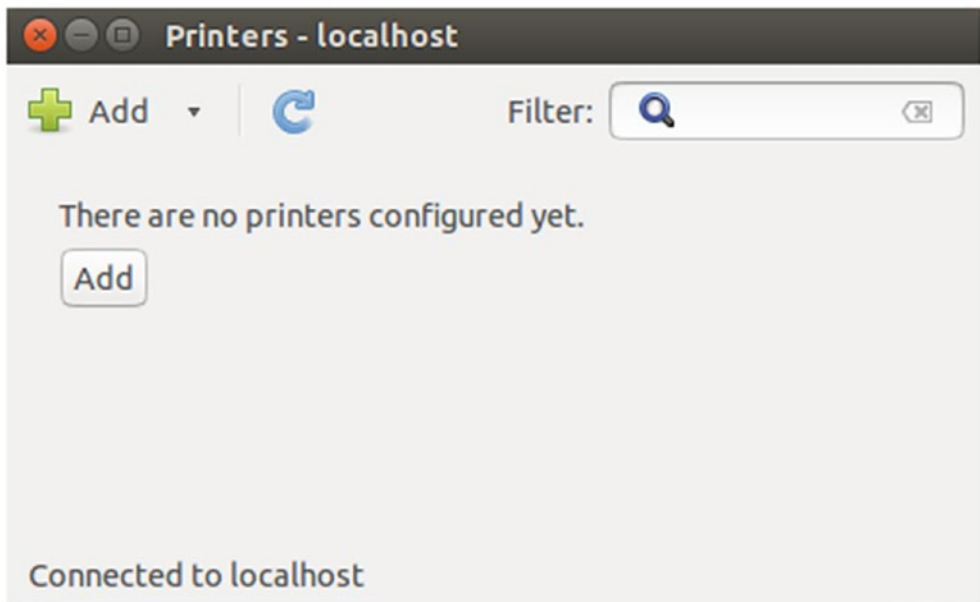 Printers - localhost
Add Filter:
There are no printers configured yet.
Add
Connected to localhost